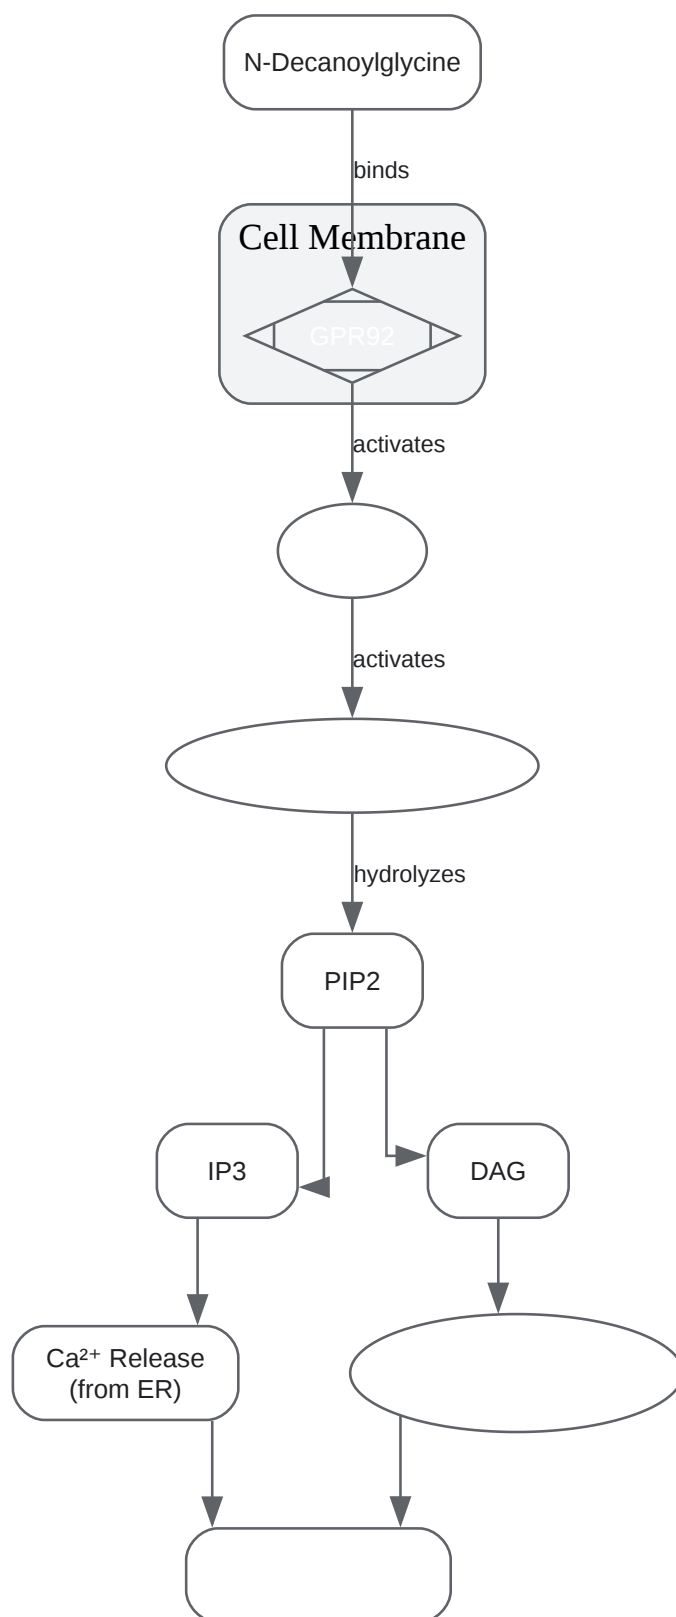 N-Decanoylglycine
binds
Cell Membrane
GPR92
activates
activates
hydrolyzes
PIP2
IP3
DAG
Ca²⁺ Release
(from ER)